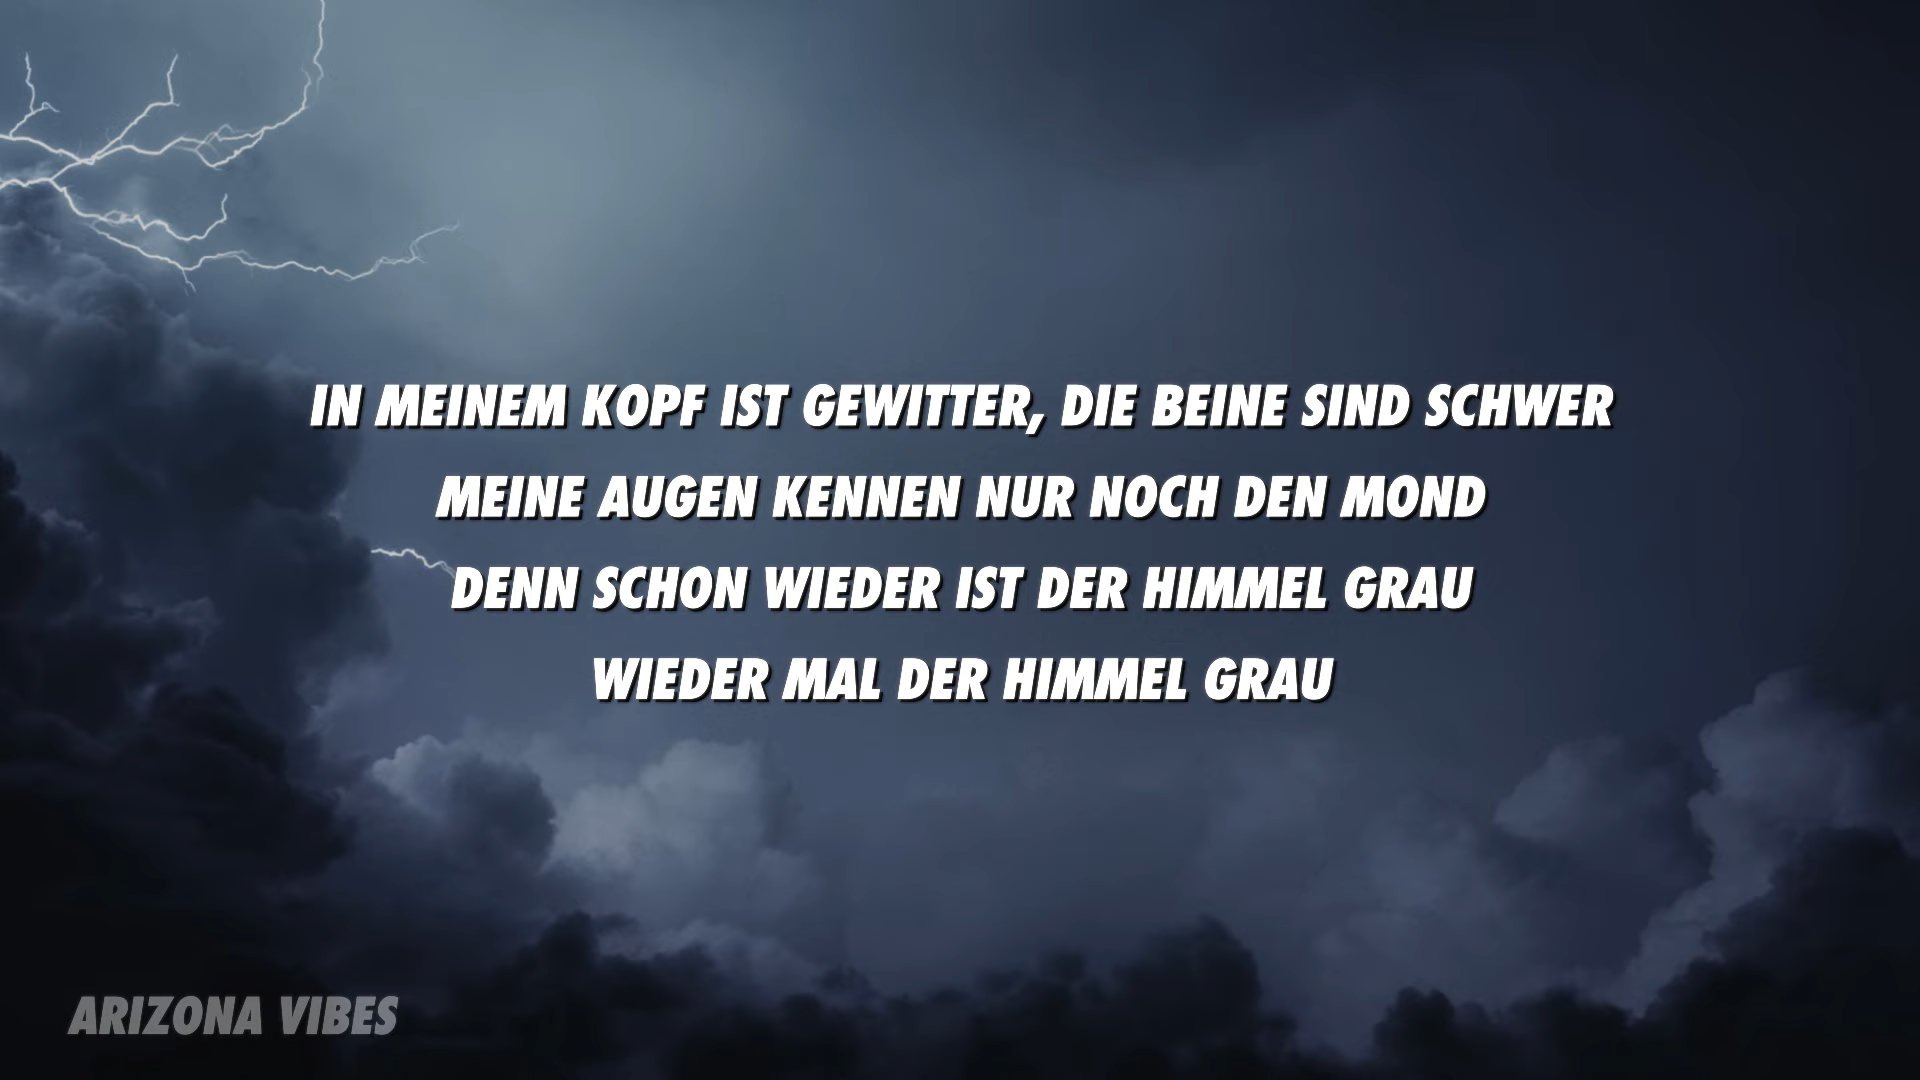 IN MEINEM KOPF IST GEWITTER, DIE BEINE SIND SCHWER
MEINE AUGEN KENNEN NUR NOCH DEN MOND
DENN SCHON WIEDER IST DER HIMMEL GRAU
WIEDER MAL DER HIMMEL GRAU
ARIZONA VIBES